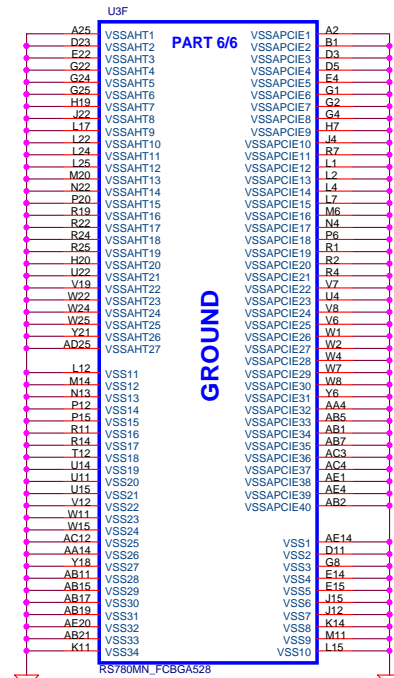 U3F
PART 6/6
A25 VSSAHT1 VSSAPCIE1 A2
D23 VSSAHT2 VSSAPCIE2 B1
E22 VSSAHT3 VSSAPCIE3 D3
G22 VSSAHT4 VSSAPCIE4 D5
G24 VSSAHT5 VSSAPCIE5 E4
G25 VSSAHT6 VSSAPCIE6 G1
H19 VSSAHT7 VSSAPCIE7 G2
J22 VSSAHT8 VSSAPCIE8 G4
L17 VSSAHT9 VSSAPCIE9 H7
L22 VSSAHT10 VSSAPCIE10 J4
L24 VSSAHT11 VSSAPCIE11 R7
L25 VSSAHT12 VSSAPCIE12 L1
M20 VSSAHT13 VSSAPCIE13 L2
N22 VSSAHT14 VSSAPCIE14 L4
P20 VSSAHT15 VSSAPCIE15 L7
R19 VSSAHT16 VSSAPCIE16 M6
R22 VSSAHT17 VSSAPCIE17 N4
R24 VSSAHT18 VSSAPCIE18 P6
R25 VSSAHT19 VSSAPCIE19 R1
H20 VSSAHT20 VSSAPCIE20 R2
U22 VSSAHT21 VSSAPCIE21 R4
V19 VSSAHT22 VSSAPCIE22 V7
W22 VSSAHT23 VSSAPCIE23 U4
W24 VSSAHT24 VSSAPCIE24 V8
W25 VSSAHT25 VSSAPCIE25 V6
Y21 VSSAHT26 VSSAPCIE26 W1
AD25 VSSAHT27 VSSAPCIE27 W2
VSSAPCIE28 W4
L12 VSS11 VSSAPCIE29 W7
M14 VSS12 VSSAPCIE30 W8
N13 VSS13 VSSAPCIE31 Y6
P12 VSS14 VSSAPCIE32 AA4
P15 VSS15 VSSAPCIE33 AB5
R11 VSS16 VSSAPCIE34 AB1
R14 VSS17 VSSAPCIE35 AB7
T12 VSS18 VSSAPCIE36 AC3
U14 VSS19 VSSAPCIE37 AC4
U11 VSS20 VSSAPCIE38 AE1
U15 VSS21 VSSAPCIE39 AE4
V12 VSS22 VSSAPCIE40 AB2
W11 VSS23
W15 VSS24
AC12 VSS25 VSS1 AE14
AA14 VSS26 VSS2 D11
Y18 VSS27 VSS3 G8
AB11 VSS28 VSS4 E14
AB15 VSS29 VSS5 E15
AB17 VSS30 VSS6 J15
AB19 VSS31 VSS7 J12
AE20 VSS32 VSS8 K14
AB21 VSS33 VSS9 M11
K11 VSS34 VSS10 L15
GROUND
RS780MN_FCBGA528